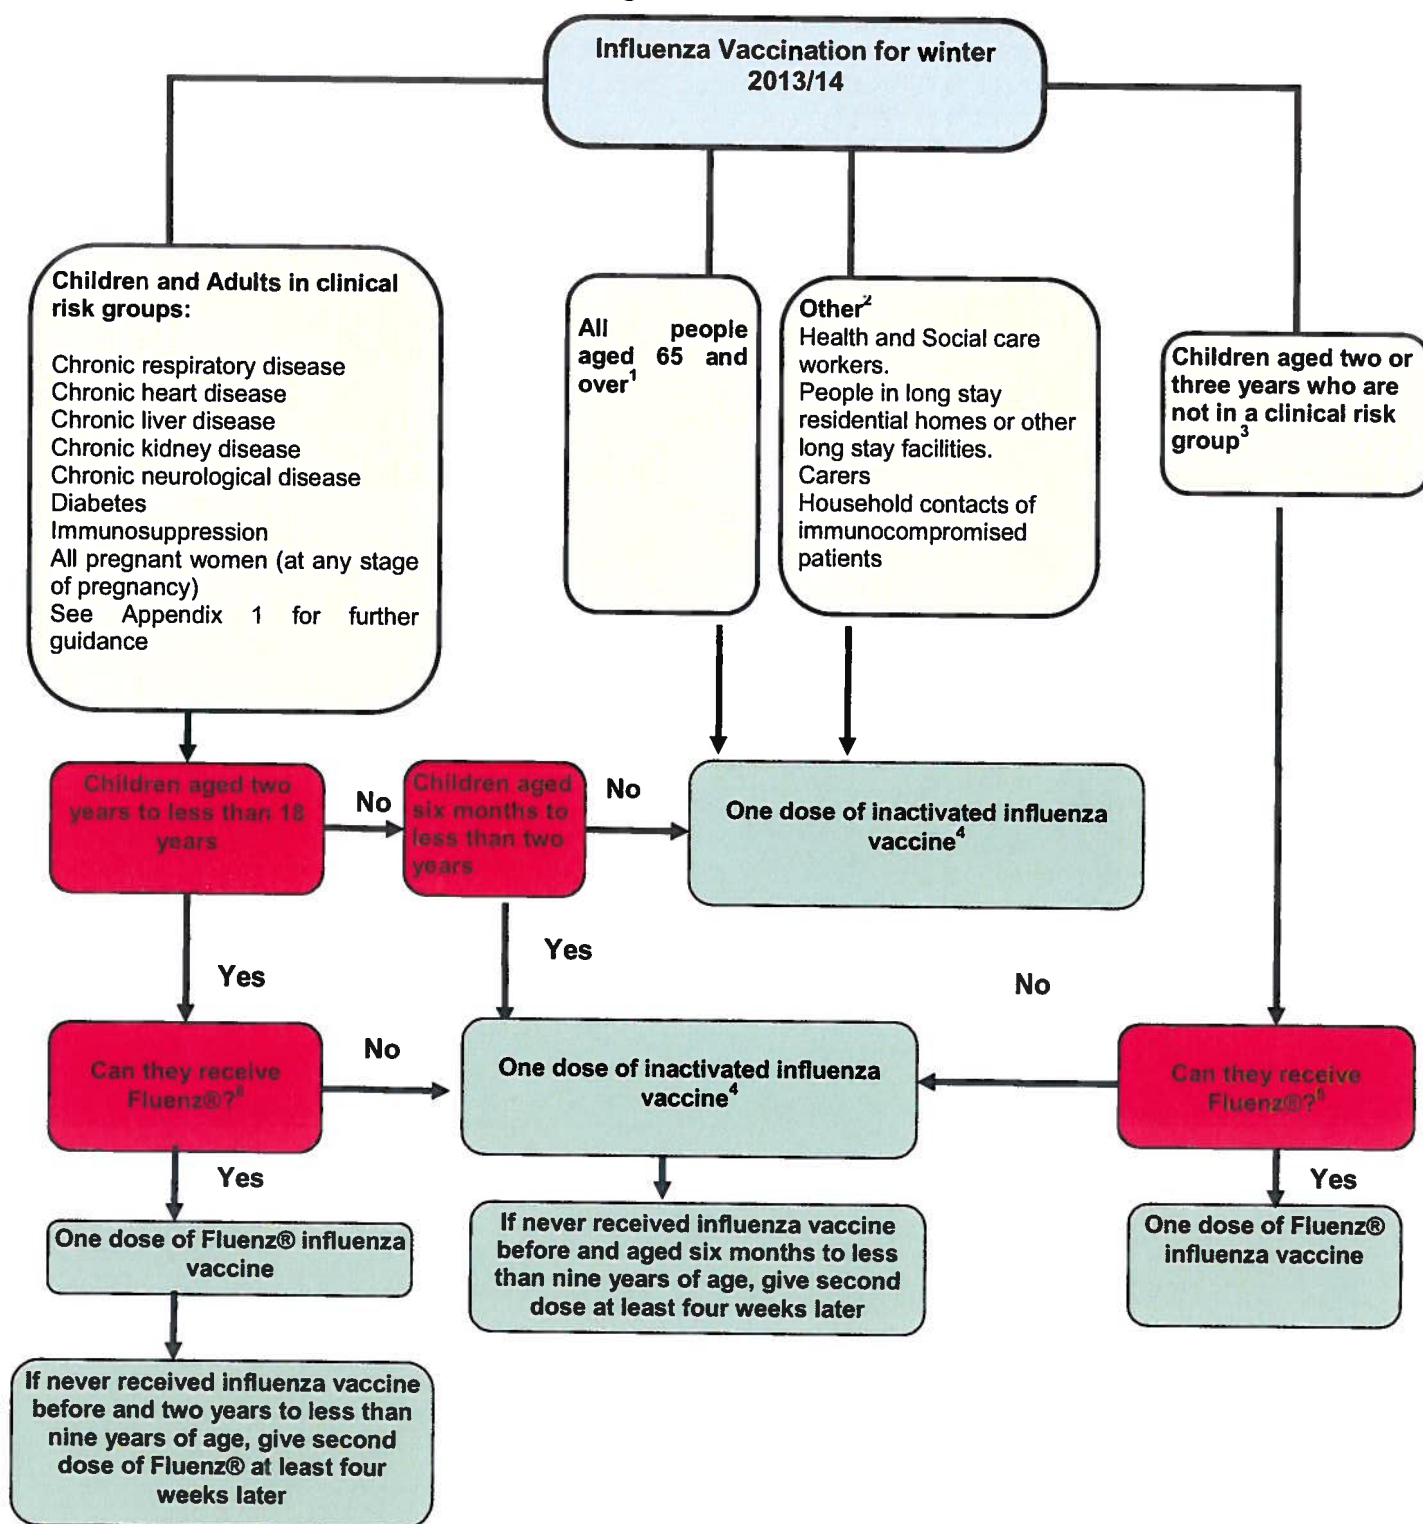 Influenza Vaccination for winter
2013/14
Children and Adults in clinical
risk groups:
Chronic respiratory disease
Chronic heart disease
Chronic liver disease
Chronic kidney disease
Chronic neurological disease
Diabetes
Immunosuppression
All pregnant women (at any stage
of pregnancy)
See Appendix 1 for further
guidance
All people
aged 65 and
over¹
Other²
Health and Social care
workers.
People in long stay
residential homes or other
long stay facilities.
Carers
Household contacts of
immunocompromised
patients
Children aged two or
three years who are
not in a clinical risk
group³
Children aged two
years to less than 18
years
No
Children aged
six months to
less than two
years
No
One dose of inactivated influenza
vaccine⁴
Yes
Yes
No
Can they receive
Fluenz®?
No
One dose of inactivated influenza
vaccine⁴
Can they receive
Fluenz®?
Yes
Yes
One dose of Fluenz® influenza
vaccine
If never received influenza vaccine
before and aged six months to less
than nine years of age, give second
dose at least four weeks later
One dose of Fluenz®
influenza vaccine
If never received influenza vaccine
before and two years to less than
nine years of age, give second
dose of Fluenz® at least four
weeks later